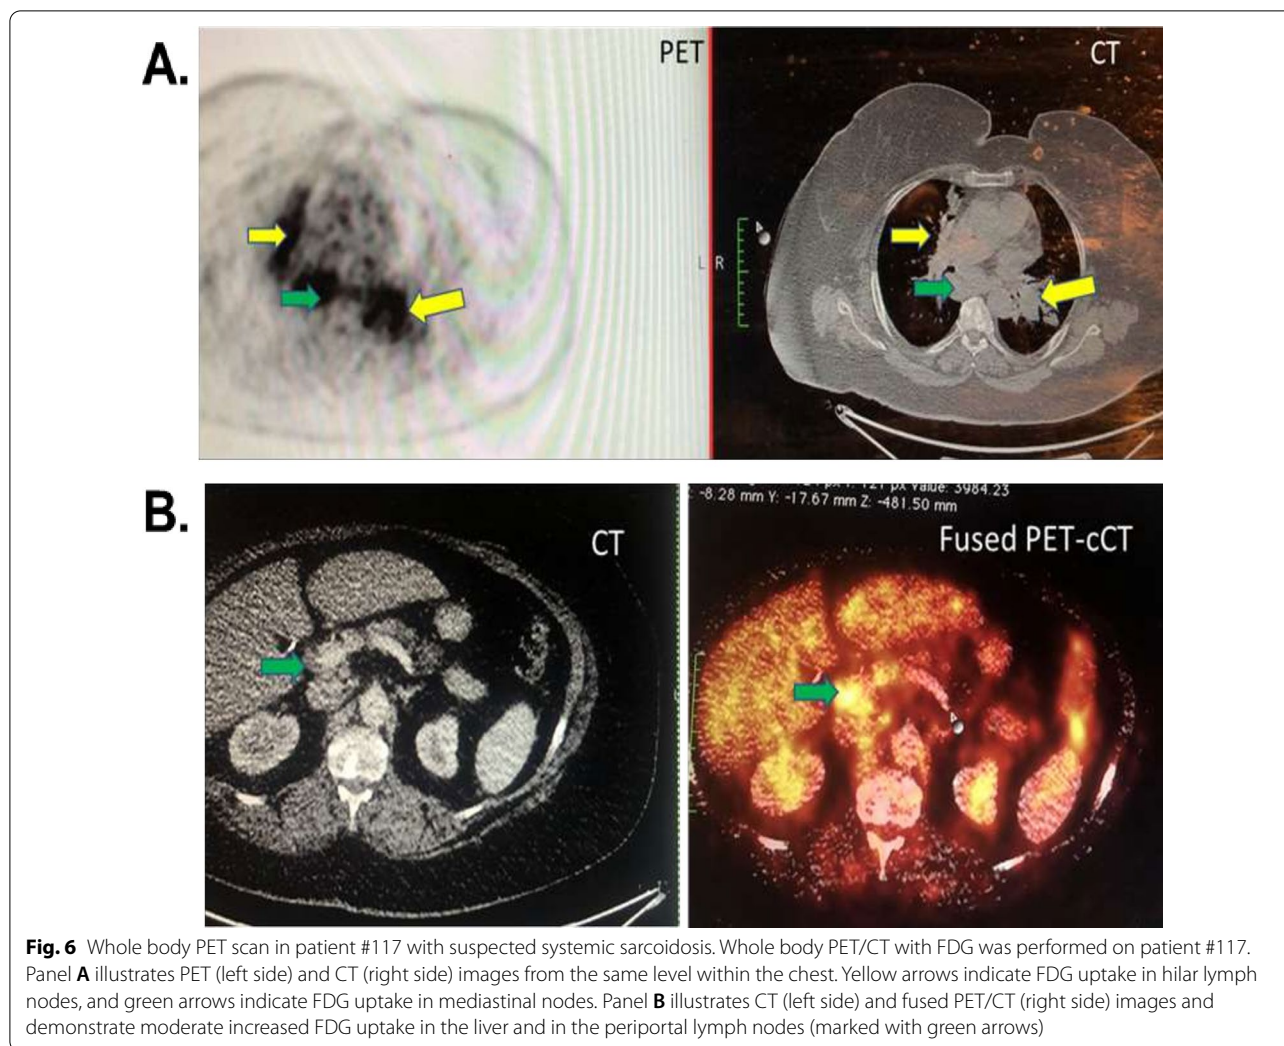 A.
PET
CT
L
R
A
B.
CT
Fused PET-cCT
px Value: 3984.23
-8.28 mm Y: -17.67 mm Z: -481.50 mm
A
Fig. 6 Whole body PET scan in patient #117 with suspected systemic sarcoidosis. Whole body PET/CT with FDG was performed on patient #117.
Panel A illustrates PET (left side) and CT (right side) images from the same level within the chest. Yellow arrows indicate FDG uptake in hilar lymph
nodes, and green arrows indicate FDG uptake in mediastinal nodes. Panel B illustrates CT (left side) and fused PET/CT (right side) images and
demonstrate moderate increased FDG uptake in the liver and in the periportal lymph nodes (marked with green arrows)